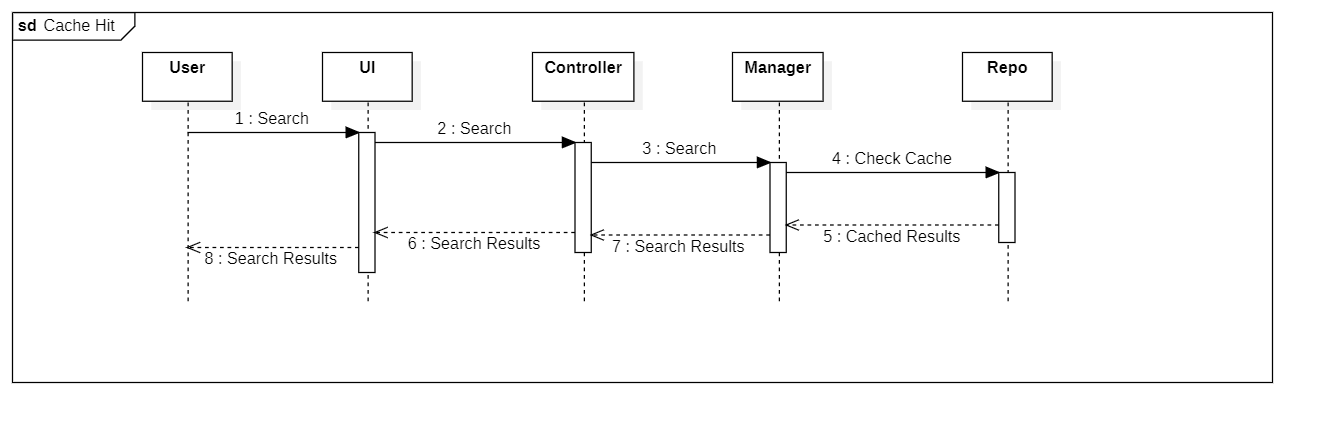 sd Cache Hit
User
UI
Controller
Manager
Repo
1 : Search
2 : Search
3 : Search
4 : Check Cache
5 : Cached Results
6 : Search Results
7 : Search Results
8 : Search Results